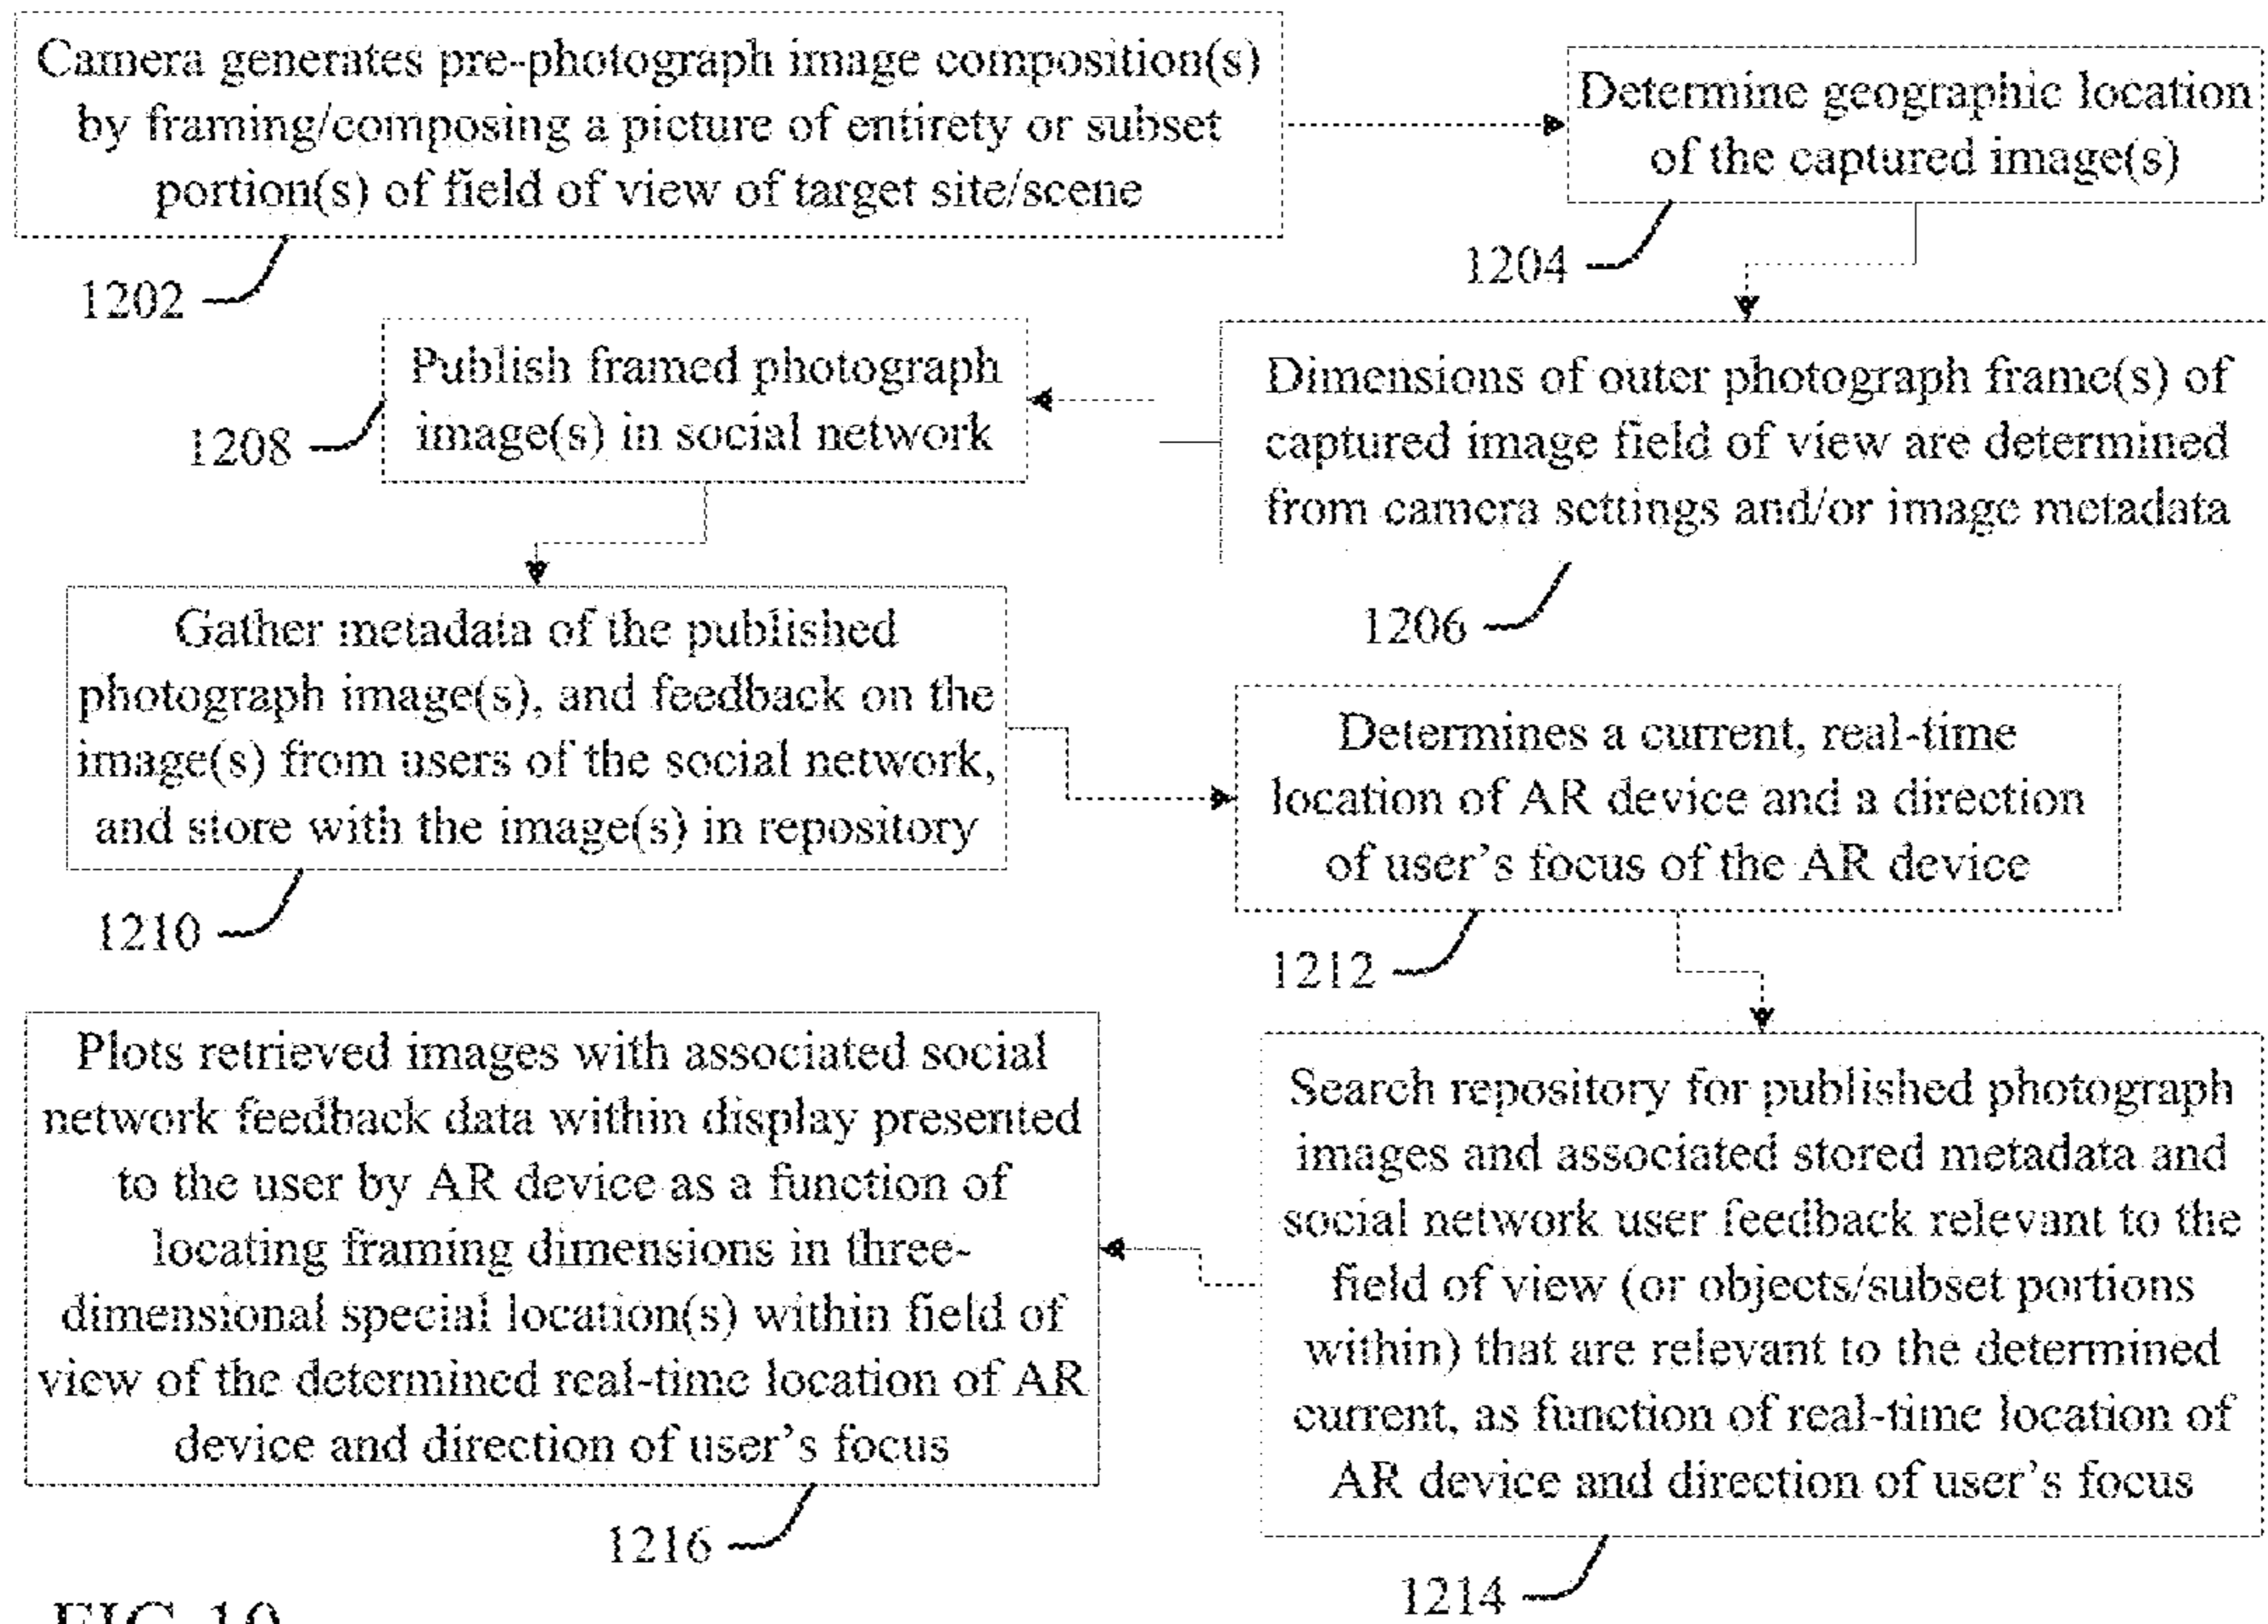 Camera generates pre-photograph image composition(s)
by framing/composing a picture of entirety or subset
portion(s) of field of view of target site/scene
1202
Determine geographic location
of the captured image(s)
1204
Dimensions of outer photograph frame(s) of
captured image field of view are determined
from camera settings and/or image metadata
1206
Publish framed photograph
image(s) in social network
1208
Gather metadata of the published
photograph image(s), and feedback on the
image(s) from users of the social network,
and store with the image(s) in repository
1210
Determines a current, real-time
location of AR device and a direction
of user's focus of the AR device
1212
Search repository for published photograph
images and associated stored metadata and
social network user feedback relevant to the
field of view (or objects/subset portions
within) that are relevant to the determined
current, as function of real-time location of
AR device and direction of user's focus
1214
Plots retrieved images with associated social
network feedback data within display presented
to the user by AR device as a function of
locating framing dimensions in three-
dimensional special location(s) within field of
view of the determined real-time location of AR
device and direction of user's focus
1216